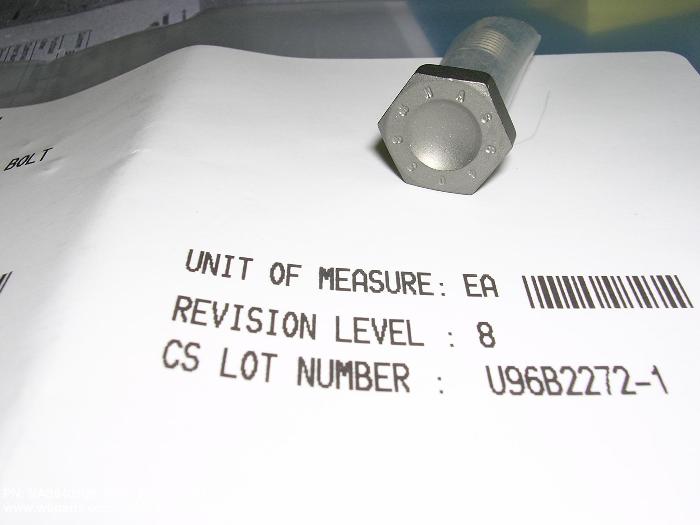 BOLT
UNIT OF MEASURE: EA
REVISION LEVEL : 8
CS LOT NUMBER : U96B2272-1